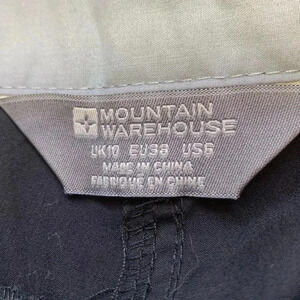 MOUNTAIN
WAREHOUSE
UK10 EU38 US6
MADE IN CHINA
FABRIQUE EN CHINE